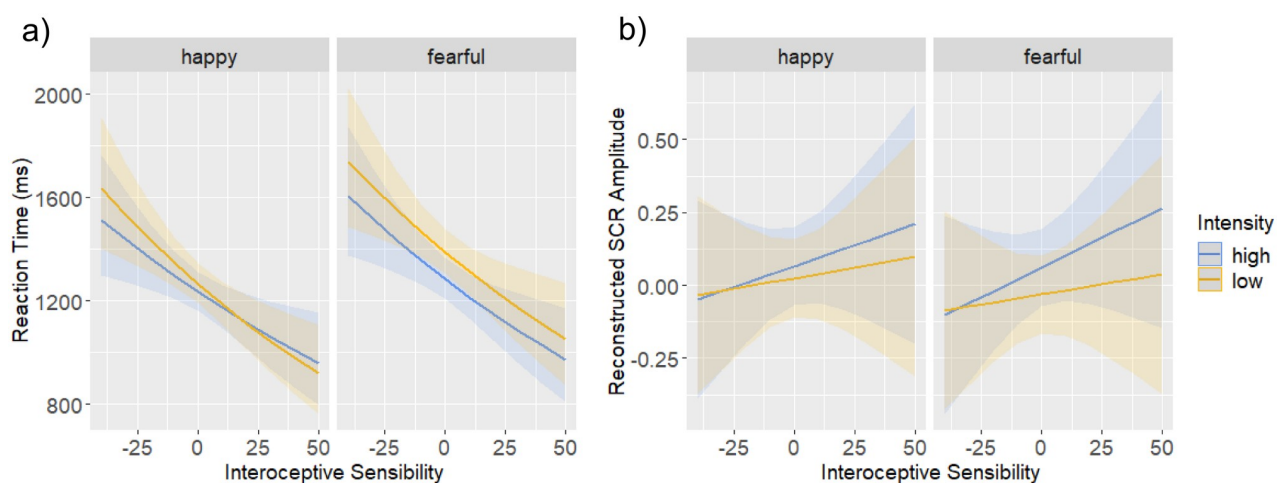 a)
happy
fearful
Reaction Time (ms)
2000
1600
1200
800
-25
0
25
50
-25
0
25
50
Interoceptive Sensibility
b)
happy
fearful
Reconstructed SCR Amplitude
0.50
0.25
0.00
-0.25
-25
0
25
50
-25
0
25
50
Interoceptive Sensibility
Intensity
high
low